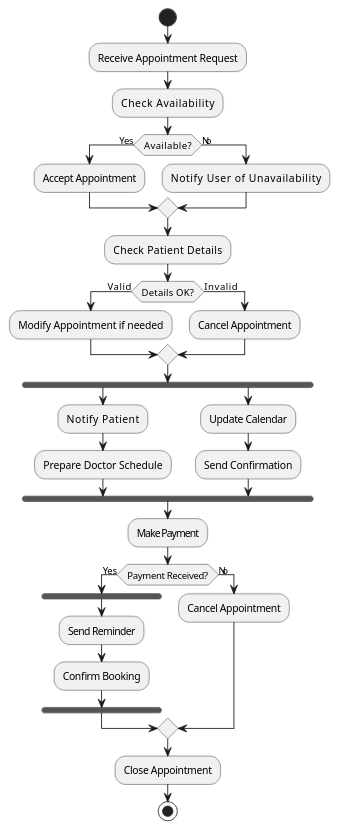 Receive Appointment Request
Check Availability
Available?
Yes
No
Accept Appointment
Notify User of Unavailability
Check Patient Details
Details OK?
Valid
Invalid
Modify Appointment if needed
Cancel Appointment
Notify Patient
Update Calendar
Prepare Doctor Schedule
Send Confirmation
Make Payment
Payment Received?
Yes
No
Send Reminder
Cancel Appointment
Confirm Booking
Close Appointment